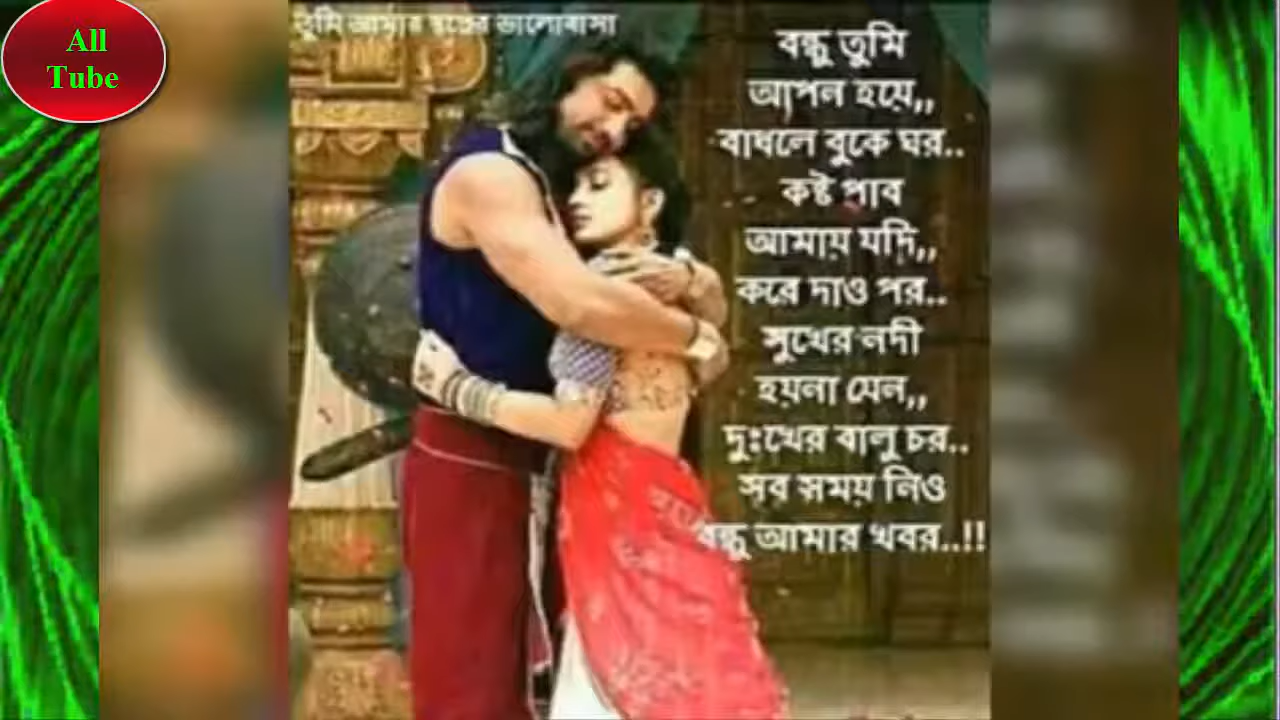 All
Tube
তুমি আমার স্বপ্নের ভালোবাসা
বন্ধু তুমি
আপন হয়ে,,
বাধলে বুকে ঘর..
কষ্ট পাব
আমায় যদি,,
করে দাও পর..
সুখের নদী
হয়না যেন,,
দুঃখের বালু চর..
সব সময় নিও
বন্ধু আমার খবর..!!